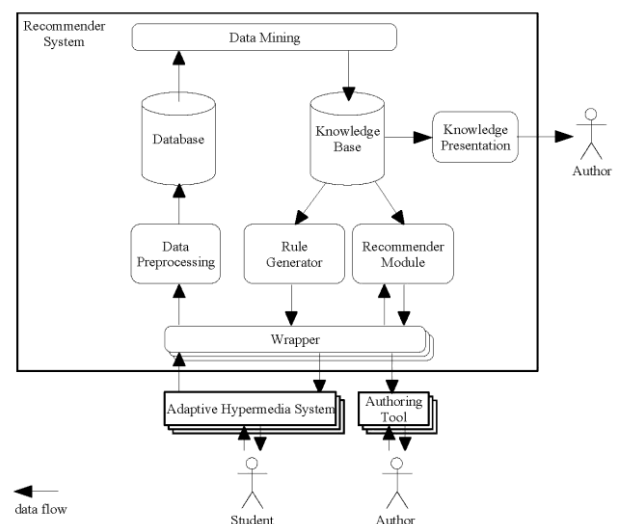 Recommender
System
Data Mining
Database
Knowledge
Base
Knowledge
Presentation
Author
Data
Preprocessing
Rule
Generator
Recommender
Module
Wrapper
Adaptive Hypermedia System
Authoring
Tool
data flow
Student
Author